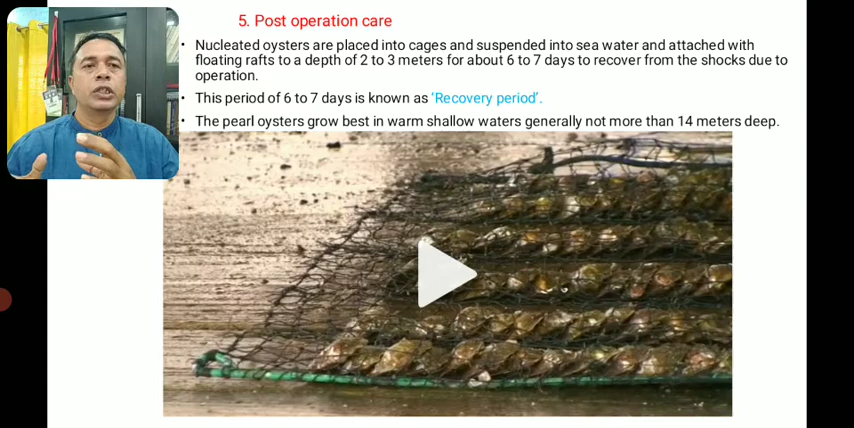 5. Post operation care
• Nucleated oysters are placed into cages and suspended into sea water and attached with
floating rafts to a depth of 2 to 3 meters for about 6 to 7 days to recover from the shocks due to
operation.
• This period of 6 to 7 days is known as ‘Recovery period’.
• The pearl oysters grow best in warm shallow waters generally not more than 14 meters deep.